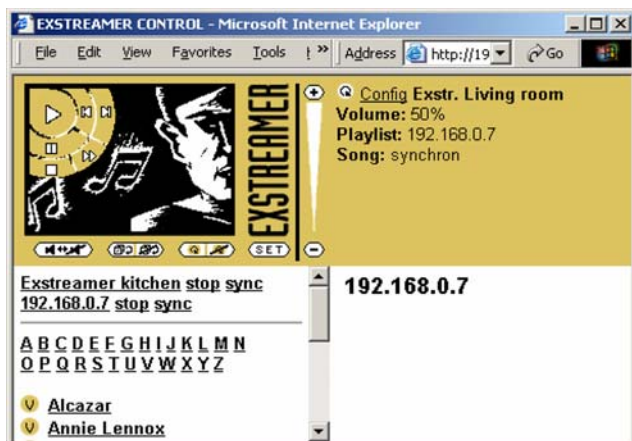 EXSTREAMER CONTROL - Microsoft Internet Explorer
File Edit View Favorites Tools » Address http://19 Go
EXSTREAMER
Config Exstr. Living room
Volume: 50%
Playlist: 192.168.0.7
Song: synchron
SET
Exstreamer kitchen stop sync
192.168.0.7 stop sync
192.168.0.7
A B C D E F G H I J K L M N
O P Q R S T U V W X Y Z
V Alcazar
V Annie Lennox